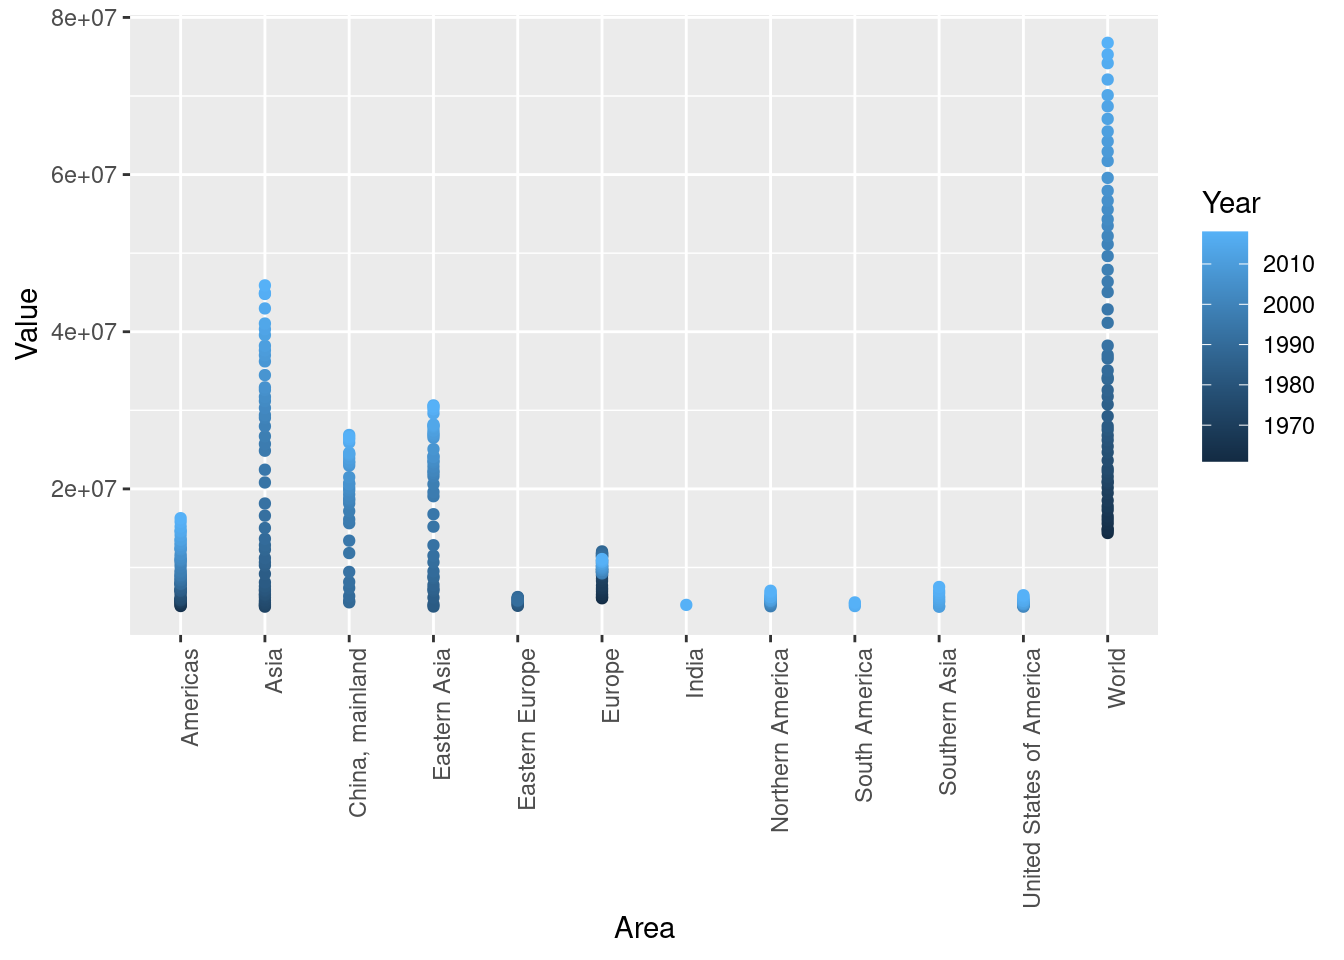 8e+07
6e+07
4e+07
2e+07
Value
Americas
Asia
China, mainland
Eastern Asia
Eastern Europe
Europe
India
Northern America
South America
Southern Asia
United States of America
World
Area
Year
2010
2000
1990
1980
1970